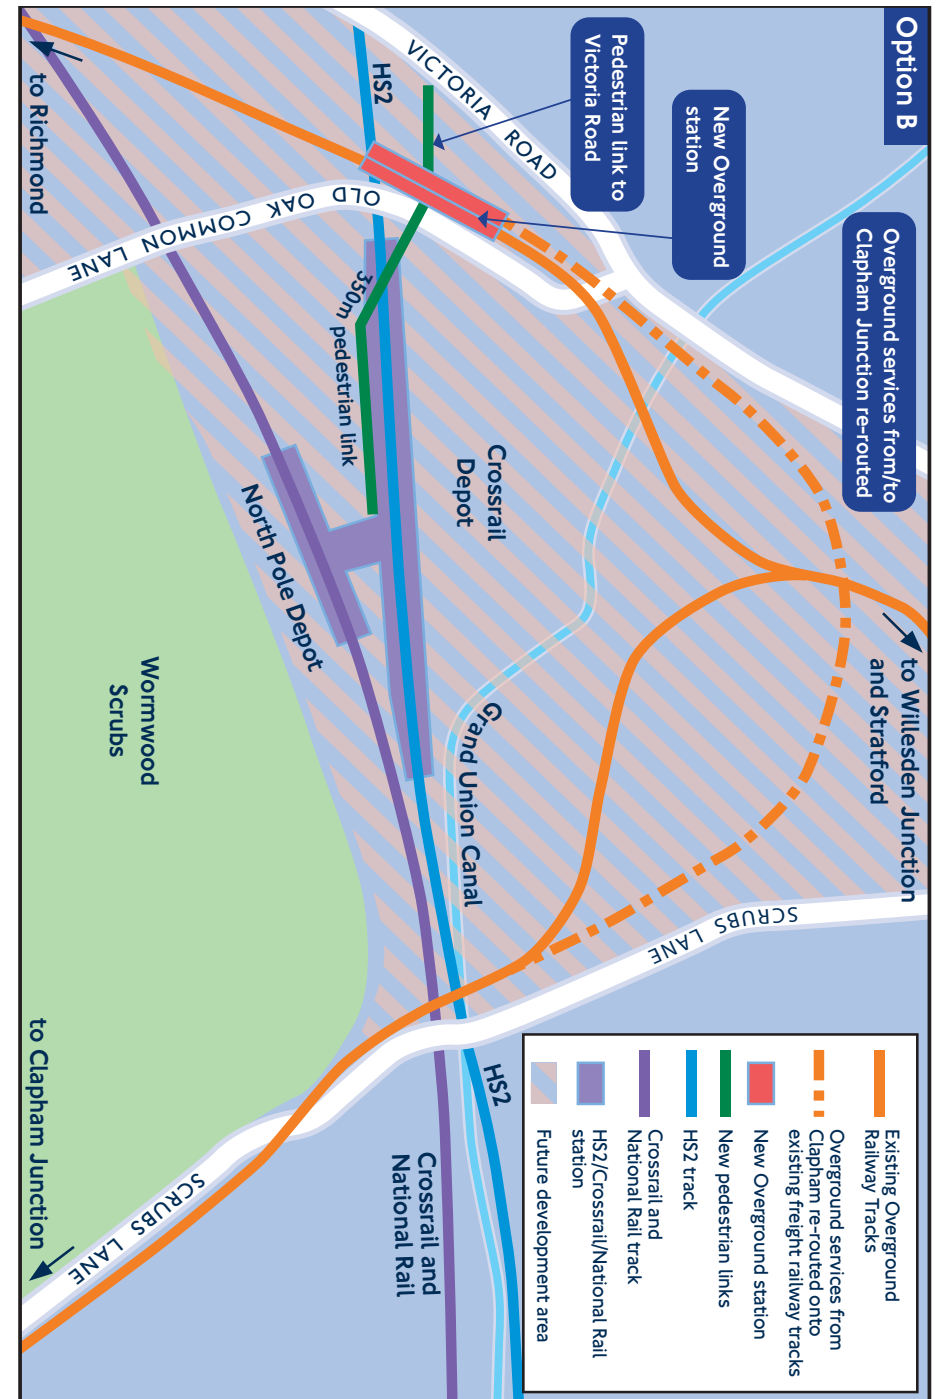 Option B
Overground services from/to
Clapham Junction re-routed
to Willesden Junction
and Stratford
New Overground
station
Pedestrian link to
Victoria Road
VICTORIA ROAD
HS2
OLD OAK COMMON LANE
350m pedestrian link
Crossrail
Depot
Grand Union Canal
SCRUBS LANE
North Pole Depot
Wormwood
Scrubs
to Richmond
HS2
Crossrail and
National Rail
SCRUBS LANE
to Clapham Junction
Existing Overground
Railway Tracks
Overground services from
Clapham re-routed onto
existing freight railway tracks
New Overground station
New pedestrian links
HS2 track
Crossrail and
National Rail track
HS2/Crossrail/National Rail
station
Future development area